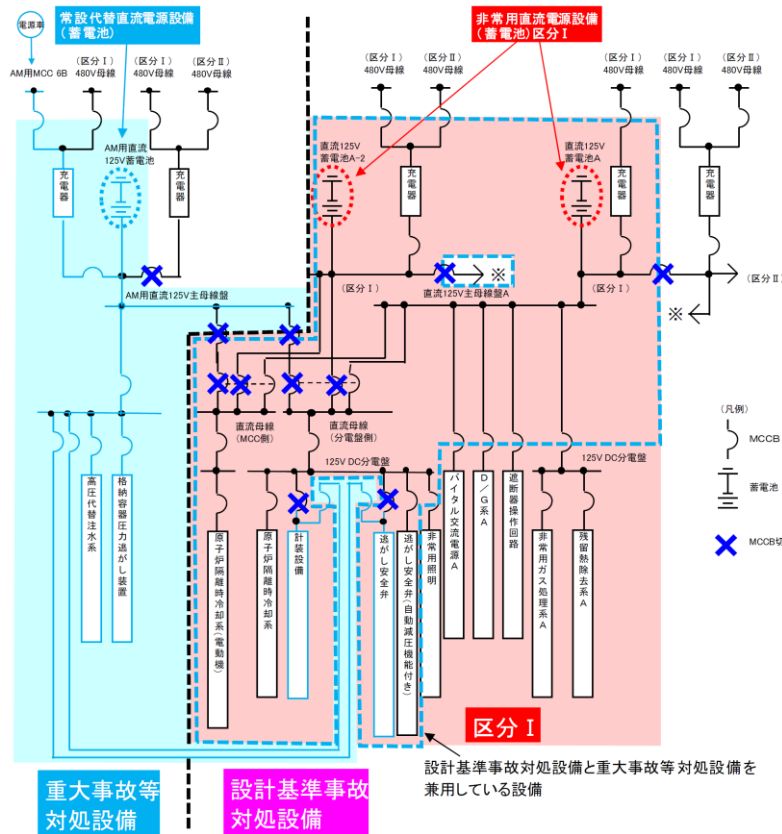 電源車
常設代替直流電源設備
(蓄電池)
非常用直流電源設備
(蓄電池)区分Ⅰ
AM用MCC 6B
(区分Ⅰ)
480V母線
(区分Ⅱ)
480V母線
(区分Ⅰ)
480V母線
(区分Ⅱ)
480V母線
(区分Ⅰ)
480V母線
(区分Ⅰ)
480V母線
(区分Ⅱ)
480V母線
AM用直流
125V蓄電池
直流125V
蓄電池A-2
直流125V
蓄電池A
充電器
充電器
充電器
充電器
充電器
※
(区分Ⅰ)
(区分Ⅰ)
(区分Ⅱ)
AM用直流125V主母線盤
直流125V主母線盤A
※
直流母線
(MCC側)
直流母線
(分電盤側)
125V DC分電盤
125V DC分電盤
(凡例)
MCCB
蓄電池
MCCB切
高圧代替注水系
格納容器圧力逃がし装置
原子炉隔離時冷却系(電動機)
原子炉隔離時冷却系
計装設備
逃がし安全弁
逃がし安全弁(自動減圧機能付き)
非常用照明
バイタル交流電源A
D/G系A
遮断器操作回路
非常用ガス処理系A
残留熱除去系A
区分Ⅰ
設計基準事故対処設備と重大事故等対処設備を
兼用している設備
重大事故等
対処設備
設計基準事故
対処設備